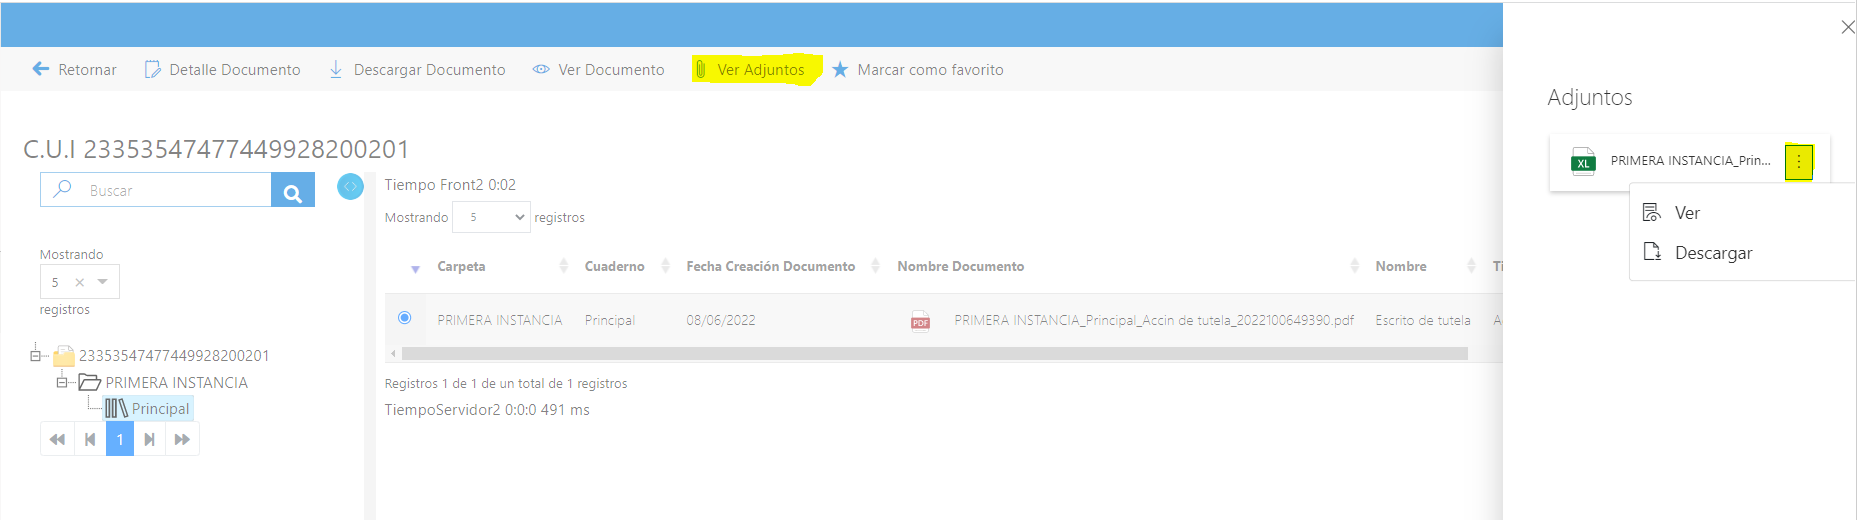 Retornar Detalle Documento Descargar Documento Ver Documento Ver Adjuntos Marcar como favorito
C.U.I 23353547477449928200201
Buscar
Mostrando
5
registros
23353547477449928200201
PRIMERA INSTANCIA
Principal
1
Tiempo Front2 0:02
Mostrando 5 registros
Carpeta Cuaderno Fecha Creación Documento Nombre Documento Nombre
PRIMERA INSTANCIA Principal 08/06/2022 PDF PRIMERA INSTANCIA_Principal_Accin de tutela_2022100649390.pdf Escrito de tutela
Registros 1 de 1 de un total de 1 registros
TiempoServidor2 0:0:0 491 ms
Adjuntos
XL PRIMERA INSTANCIA_Prin...
Ver
Descargar